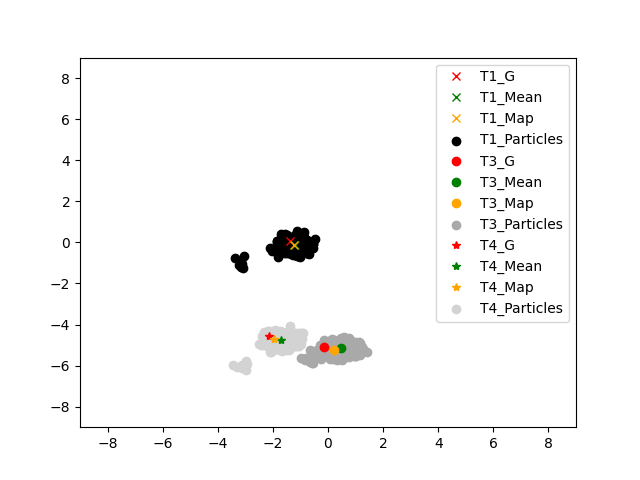 8
6
4
2
0
−2
−4
−6
−8
−8
−6
−4
−2
0
2
4
6
8
T1_G
T1_Mean
T1_Map
T1_Particles
T3_G
T3_Mean
T3_Map
T3_Particles
T4_G
T4_Mean
T4_Map
T4_Particles